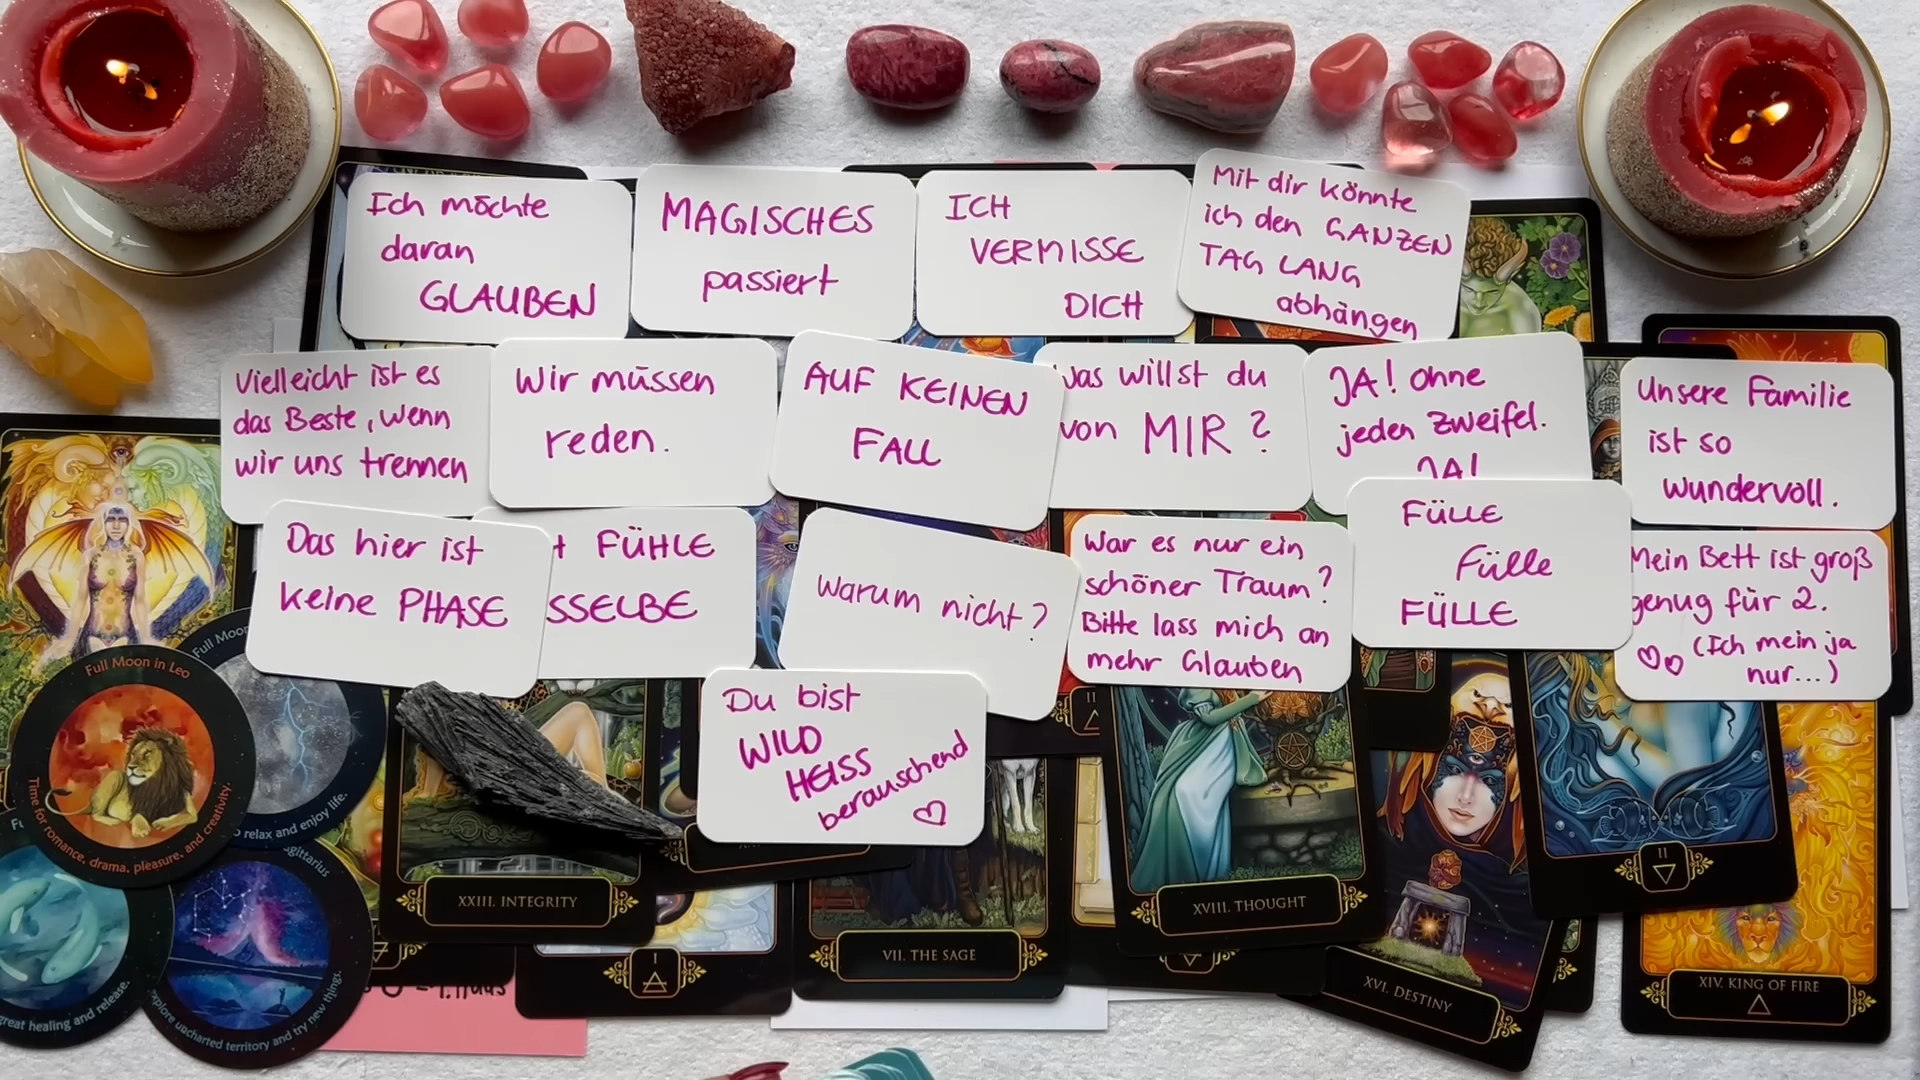 Ich möchte
daran
GLAUBEN
MAGISCHES
passiert
ICH
VERMISSE
DICH
Mit dir könnte
ich den GANZEN
TAG LANG
abhängen
Vielleicht ist es
das Beste, wenn
wir uns trennen
Wir müssen
reden.
AUF KEINEN
FALL
was willst du
von MIR?
JA! ohne
jeden Zweifel.
JA!
Unsere Familie
ist so
wundervoll.
Das hier ist
keine PHASE
FÜHLE
SSELBE
Warum nicht?
War es nur ein
schöner Traum?
Bitte lass mich an
mehr Glauben
FÜLLE
Fülle
FÜLLE
Mein Bett ist groß
genug für 2.
(Ich mein ja
nur...)
Du bist
WILD
HEISS
berauschend
Full Moon
relax and enjoy life.
Full Moon in Leo
Time for romance, drama, pleasure, and creativity.
great healing and release.
agittarius
explore uncharted territory and try new things.
XXIII. INTEGRITY
I
VII. THE SAGE
II
XVIII. THOUGHT
XVI. DESTINY
II
XIV. KING OF FIRE